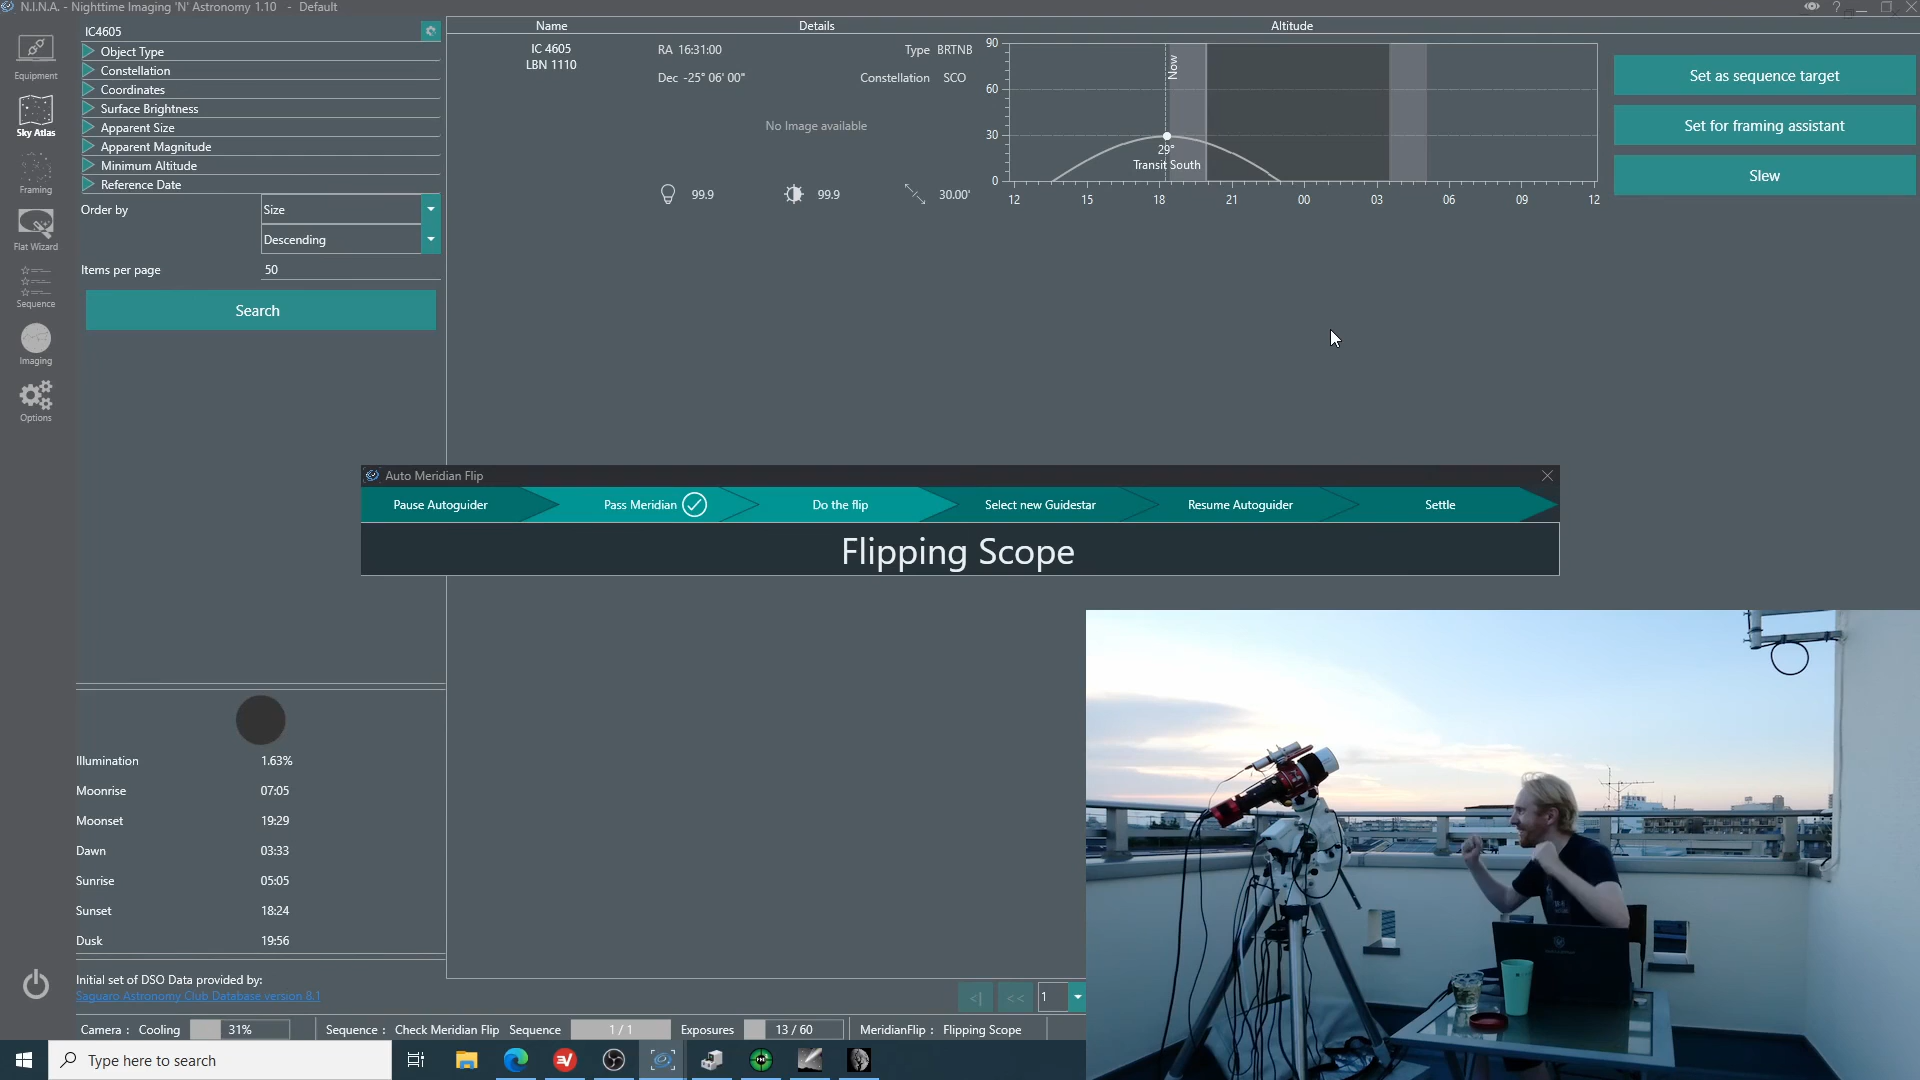 N.I.N.A. - Nighttime Imaging 'N' Astronomy 1.10 - Default
Equipment
Sky Atlas
Framing
Flat Wizard
Sequence
Imaging
Options
IC4605
Object Type
Constellation
Coordinates
Surface Brightness
Apparent Size
Apparent Magnitude
Minimum Altitude
Reference Date
Order by
Size
Descending
Items per page
50
Search
Name
Details
Altitude
IC 4605
LBN 1110
RA 16:31:00
Type BRTNB
Dec -25° 06' 00"
Constellation SCO
No Image available
99.9
99.9
30.00'
90
60
30
0
Now
29°
Transit South
12 15 18 21 00 03 06 09 12
Set as sequence target
Set for framing assistant
Slew
Auto Meridian Flip
Pause Autoguider
Pass Meridian
Do the flip
Select new Guidestar
Resume Autoguider
Settle
Flipping Scope
Illumination 1.63%
Moonrise 07:05
Moonset 19:29
Dawn 03:33
Sunrise 05:05
Sunset 18:24
Dusk 19:56
Initial set of DSO Data provided by:
Saguaro Astronomy Club Database version 8.1
<|
<<
1
Camera : Cooling 31% Sequence : Check Meridian Flip Sequence 1 / 1 Exposures 13 / 60 MeridianFlip : Flipping Scope
Type here to search